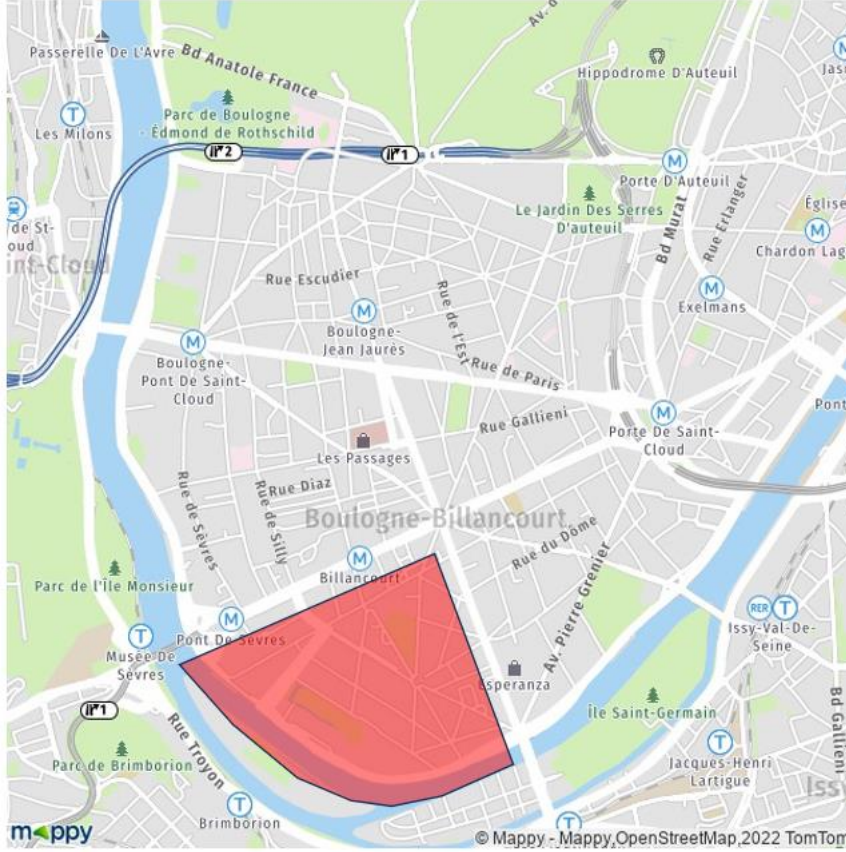 Av. d
Passerelle De L'Avre
Bd Anatole France
Hippodrome D'Auteuil
Jas
Les Milons
Parc de Boulogne
- Edmond de Rothschild
2
1
Porte D'Auteuil
Le Jardin Des Serres
D'auteuil
Bd Murat
Rue Erlanger
Église
Chardon Lag
de St-
oud
int-Cloud
Rue Escudier
Rue de l'Est
Exelmans
Boulogne-
Jean Jaurès
Boulogne-
Pont De Saint-
Cloud
Rue de Paris
Rue Gallieni
Porte De Saint-
Cloud
Pont
Les Passages
Rue de Sèvres
Rue de Silly
Rue Diaz
Boulogne-Billancourt
Rue du Dôme
Billancourt
Av. Pierre Grenier
Parc de l'Île Monsieur
Pont De Sèvres
Musée De
Sèvres
RER
Issy-Val-De-
Seine
Esperanza
Île Saint-Germain
1
Rue Troyon
Parc de Brimborion
Bd Gallieni
Jacques-Henri
Lartigue
Issy
Brimborion
mappy
© Mappy - Mappy,OpenStreetMap,2022 TomTom